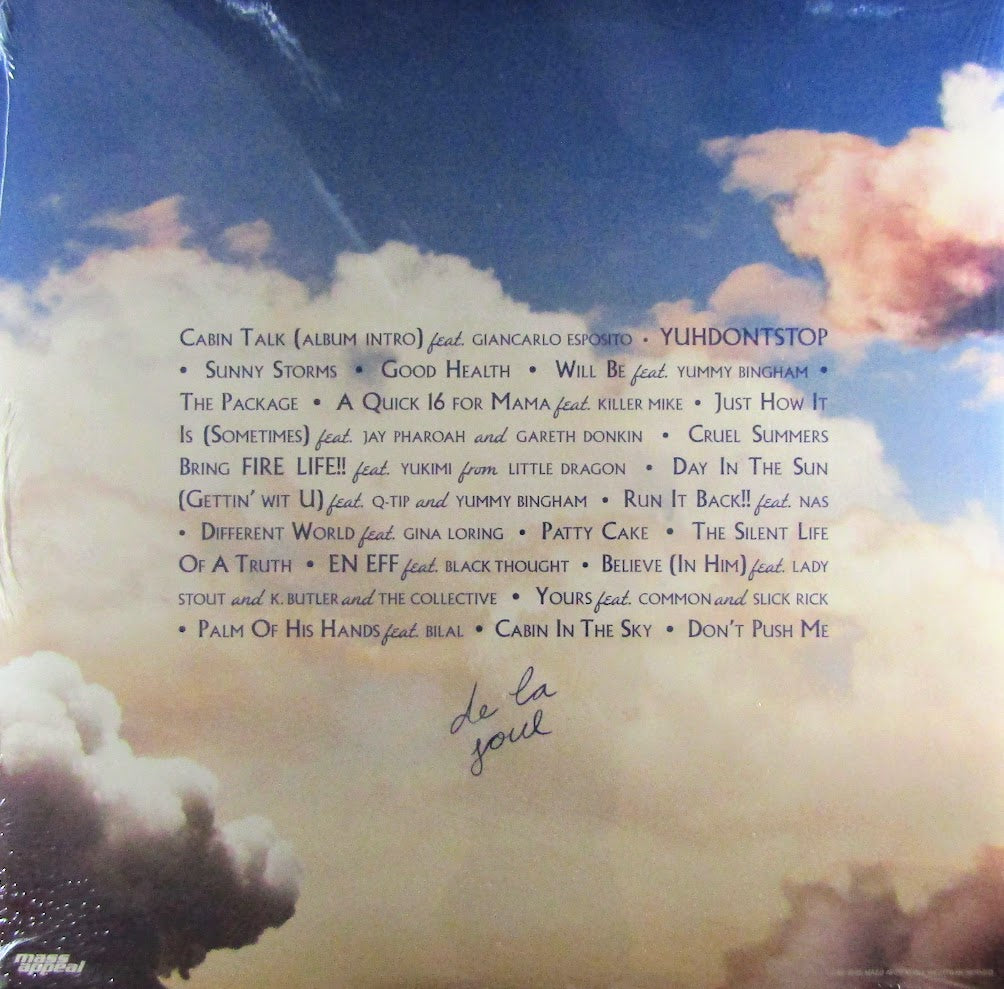 Cabin Talk (album intro) feat. Giancarlo Esposito • YUHDONTSTOP
• Sunny Storms • Good Health • Will Be feat. Yummy Bingham •
The Package • A Quick 16 for Mama feat. Killer Mike • Just How It
Is (Sometimes) feat. Jay Pharoah and Gareth Donkin • Cruel Summers
Bring FIRE LIFE!! feat. Yukimi from Little Dragon • Day In The Sun
(Gettin' wit U) feat. Q-Tip and Yummy Bingham • Run It Back!! feat. Nas
• Different World feat. Gina Loring • Patty Cake • The Silent Life
Of A Truth • EN EFF feat. Black Thought • Believe (In Him) feat. Lady
Stout and K. Butler and The Collective • Yours feat. Common and Slick Rick
• Palm Of His Hands feat. Bilal • Cabin In The Sky • Don't Push Me
de la
soul
mass
appeal